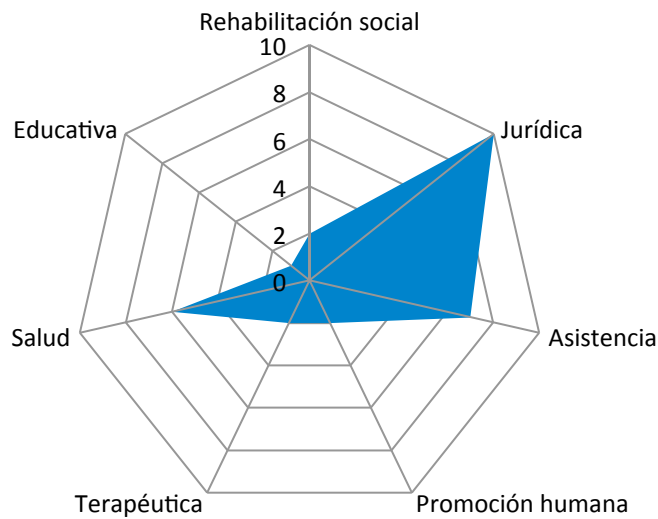 Rehabilitación social
10
8
6
4
2
0
Jurídica
Asistencia
Promoción humana
Terapéutica
Salud
Educativa